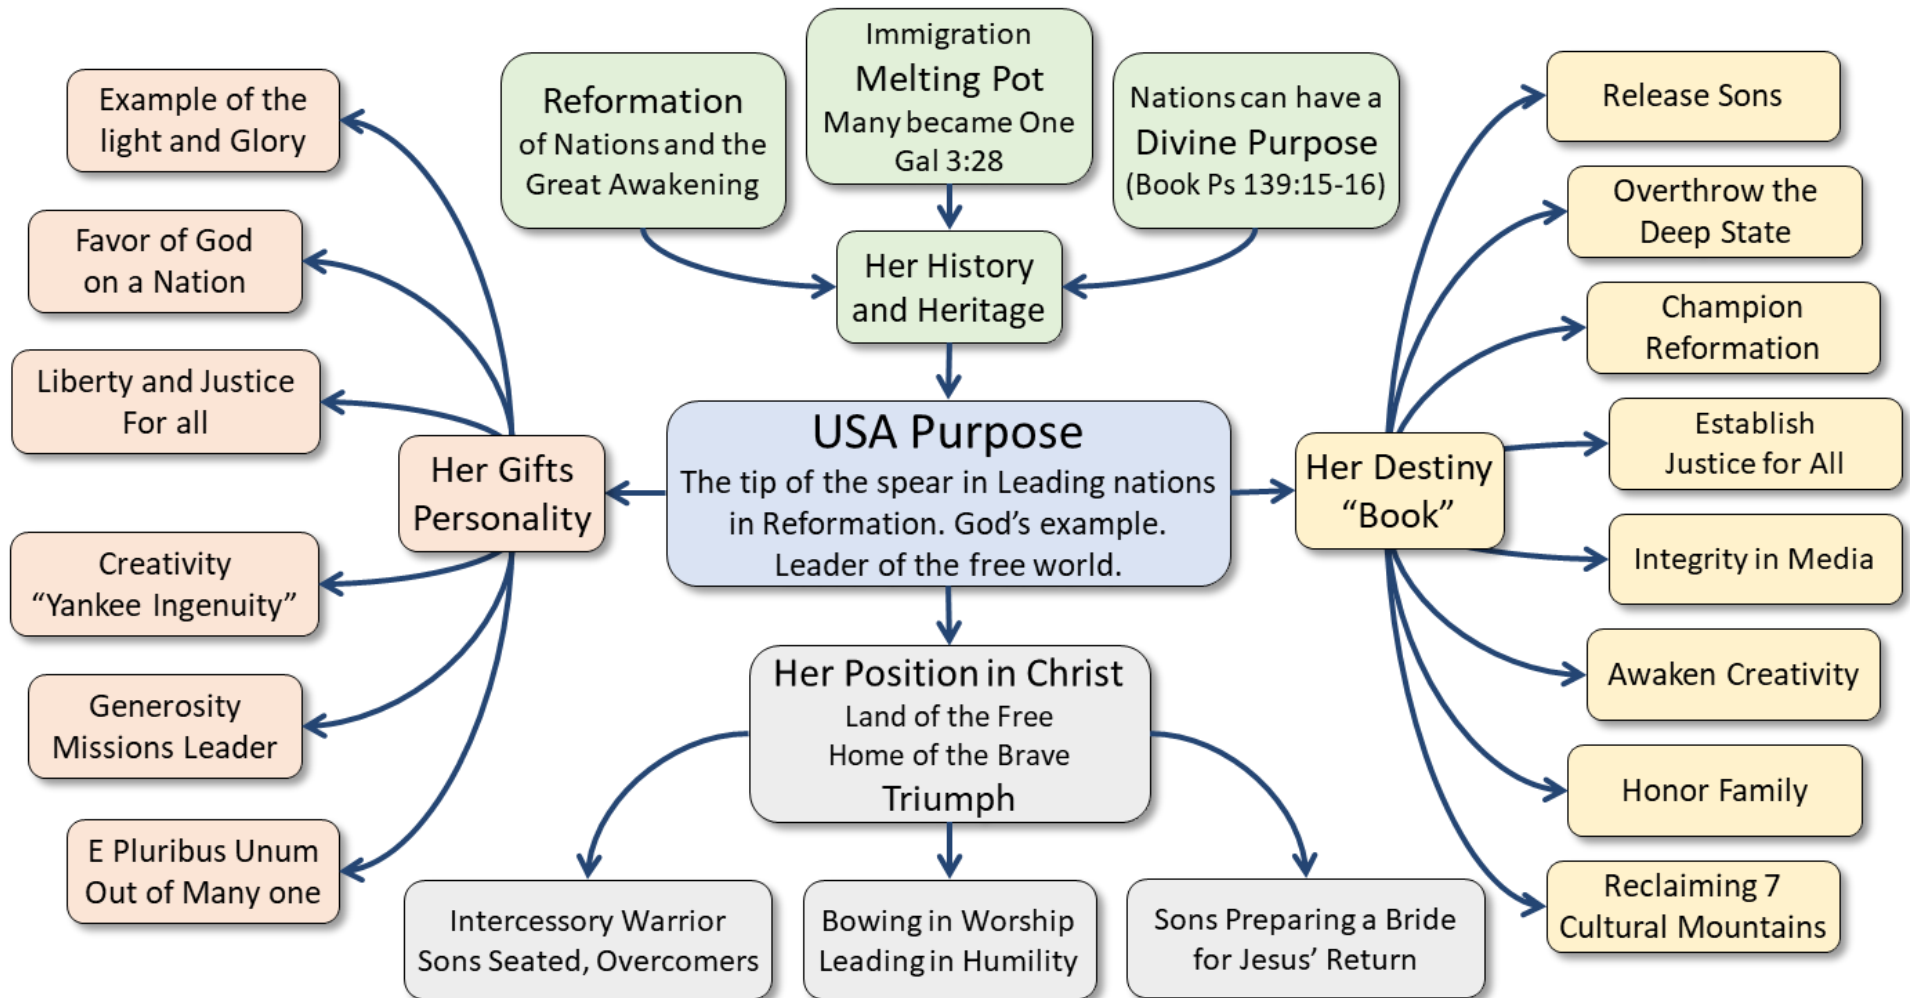 Immigration
Melting Pot
Many became One
Gal 3:28
Reformation
of Nations and the
Great Awakening
Nations can have a
Divine Purpose
(Book Ps 139:15-16)
Her History
and Heritage
USA Purpose
The tip of the spear in Leading nations
in Reformation. God’s example.
Leader of the free world.
Her Gifts
Personality
Example of the
light and Glory
Favor of God
on a Nation
Liberty and Justice
For all
Creativity
“Yankee Ingenuity”
Generosity
Missions Leader
E Pluribus Unum
Out of Many one
Her Destiny
“Book”
Release Sons
Overthrow the
Deep State
Champion
Reformation
Establish
Justice for All
Integrity in Media
Awaken Creativity
Honor Family
Reclaiming 7
Cultural Mountains
Her Position in Christ
Land of the Free
Home of the Brave
Triumph
Intercessory Warrior
Sons Seated, Overcomers
Bowing in Worship
Leading in Humility
Sons Preparing a Bride
for Jesus’ Return